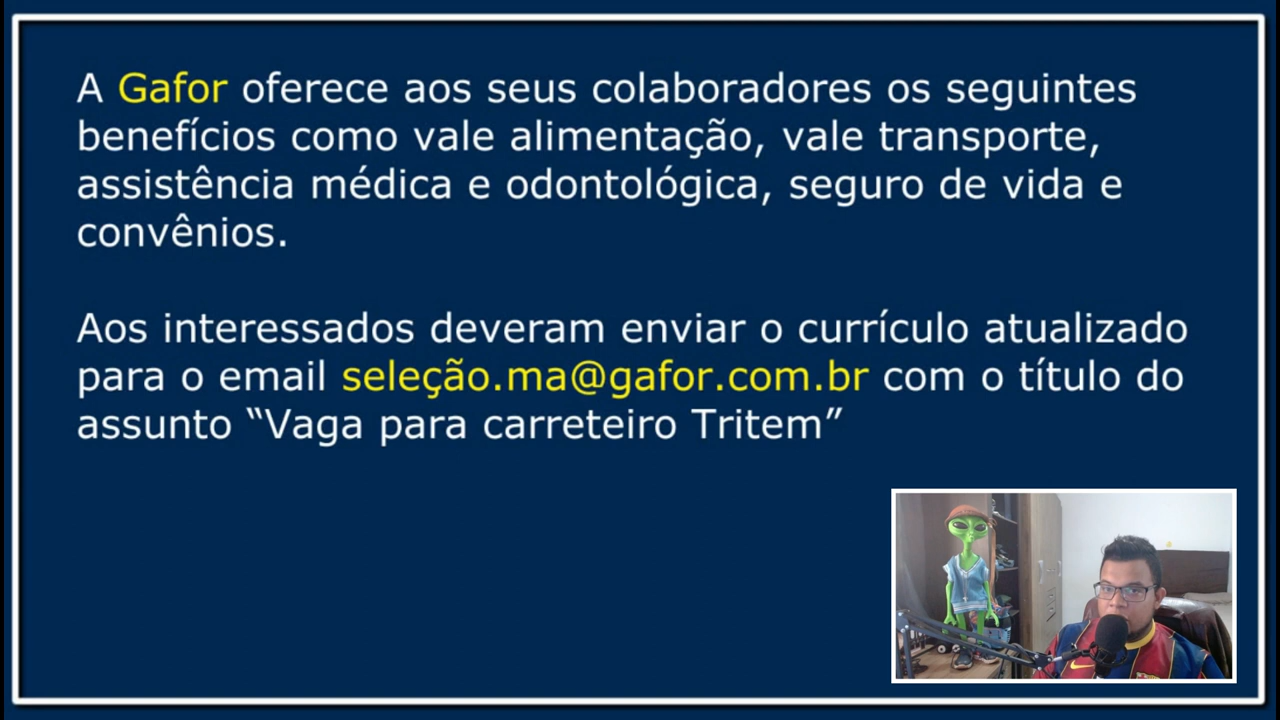 A Gafor oferece aos seus colaboradores os seguintes
benefícios como vale alimentação, vale transporte,
assistência médica e odontológica, seguro de vida e
convênios.
Aos interessados deveram enviar o currículo atualizado
para o email seleção.ma@gafor.com.br com o título do
assunto “Vaga para carreteiro Tritem”